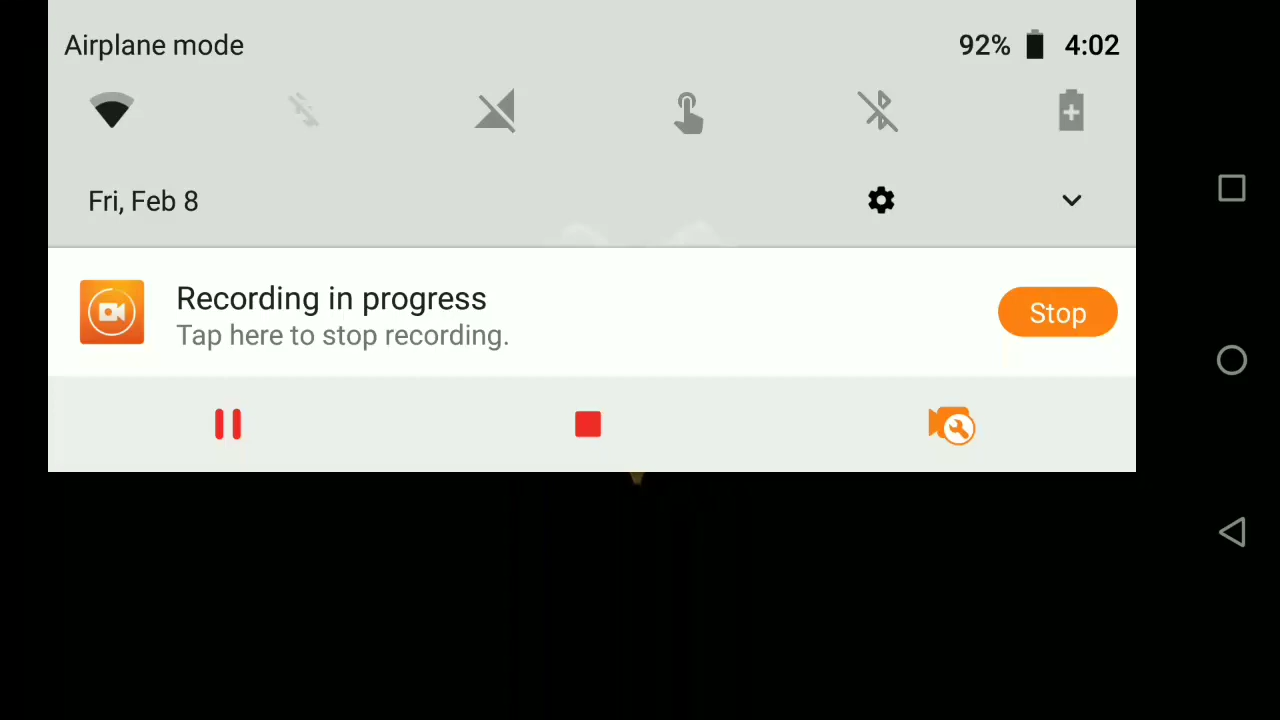 Airplane mode
92% 4:02
Fri, Feb 8
Recording in progress
Tap here to stop recording.
Stop